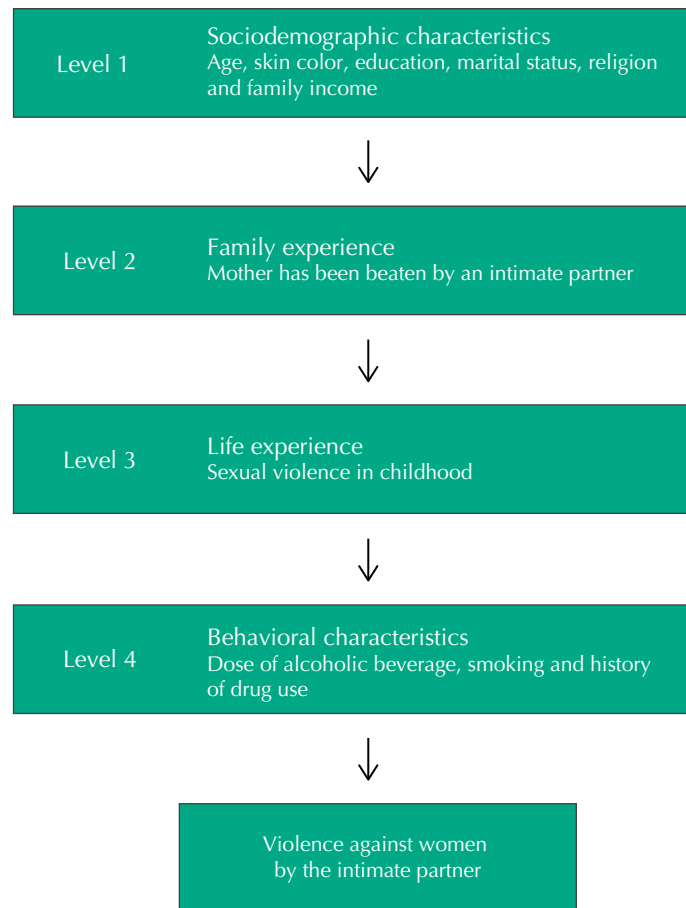 Level 1
Sociodemographic characteristics
Age, skin color, education, marital status, religion
and family income
Level 2
Family experience
Mother has been beaten by an intimate partner
Level 3
Life experience
Sexual violence in childhood
Level 4
Behavioral characteristics
Dose of alcoholic beverage, smoking and history
of drug use
Violence against women
by the intimate partner